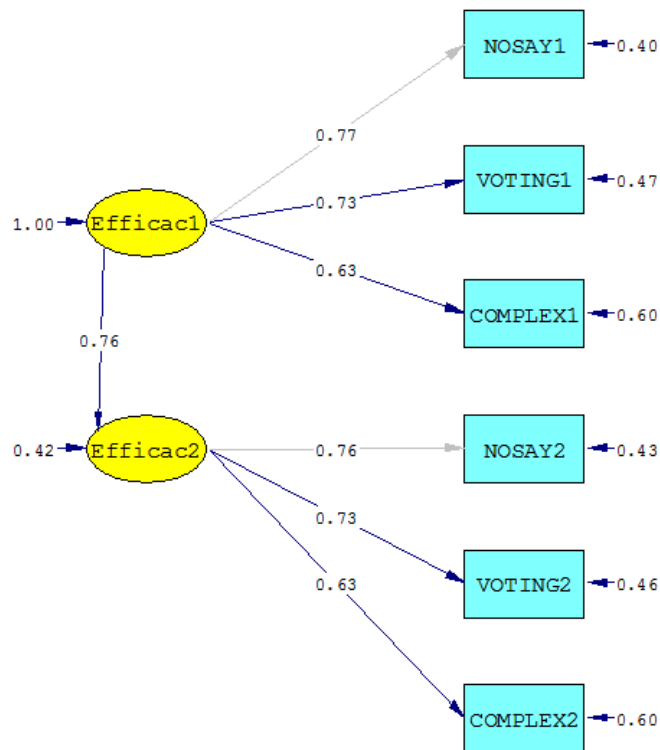 NOSAY1
0.40
0.77
VOTING1
0.47
0.73
Efficac1
1.00
0.63
COMPLEX1
0.60
0.76
NOSAY2
0.43
0.76
Efficac2
0.42
0.73
VOTING2
0.46
0.63
COMPLEX2
0.60